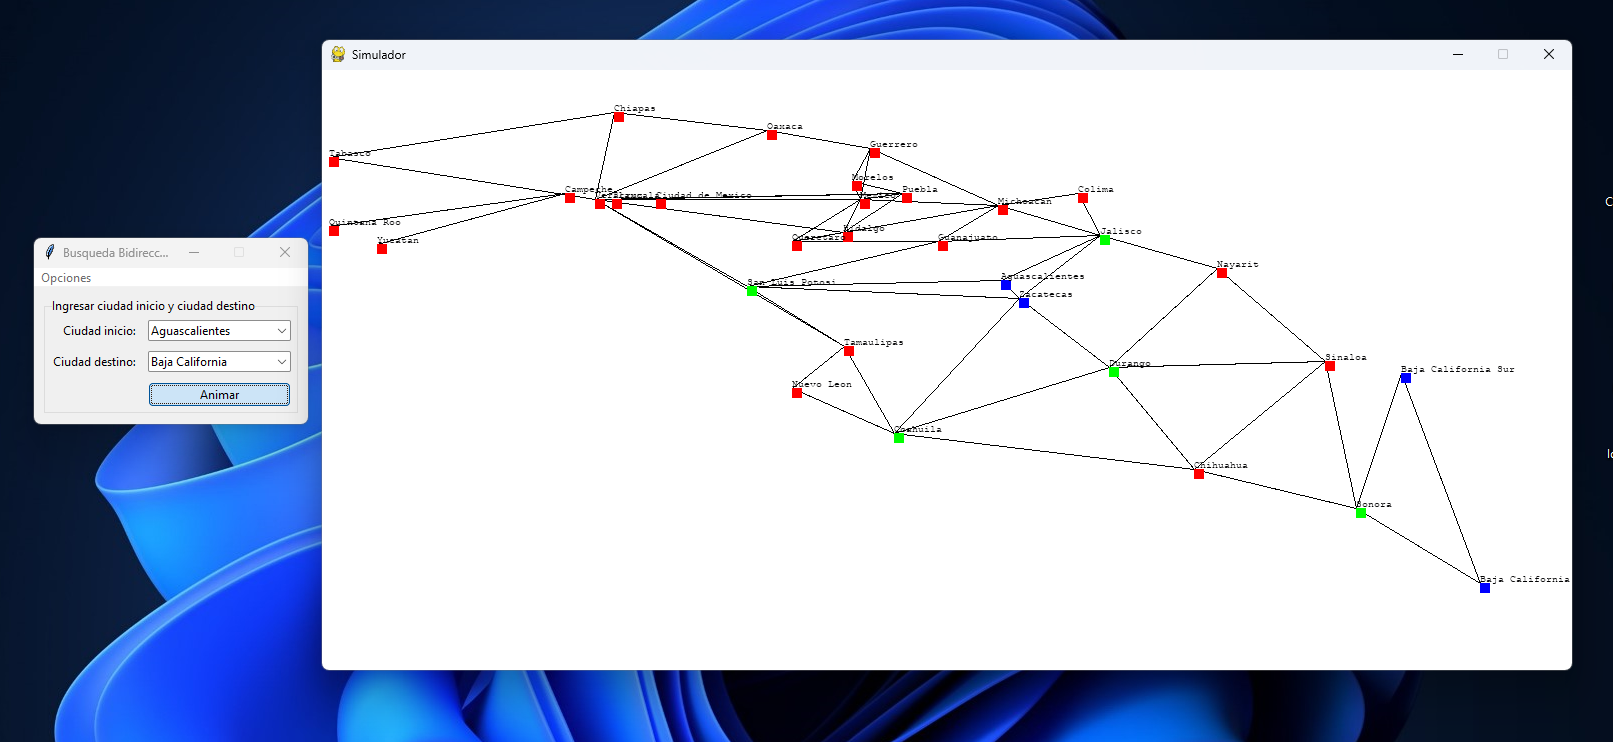 Simulador
Chiapas
Oaxaca
Guerrero
Tabasco
Morelos
Campeche
Ciudad de Mexico
Puebla
Colima
Michoacan
Quintana Roo
Hidalgo
Jalisco
Yucatan
Queretaro
Guanajuato
Busqueda Bidirecc...
Nayarit
Opciones
Aguascalientes
San Luis Potosi
Zacatecas
Ingresar ciudad inicio y ciudad destino
Ciudad inicio: Aguascalientes
Tamaulipas
Ciudad destino: Baja California
Durango
Sinaloa
Baja California Sur
Nuevo Leon
Animar
Coahuila
Chihuahua
Sonora
Baja California